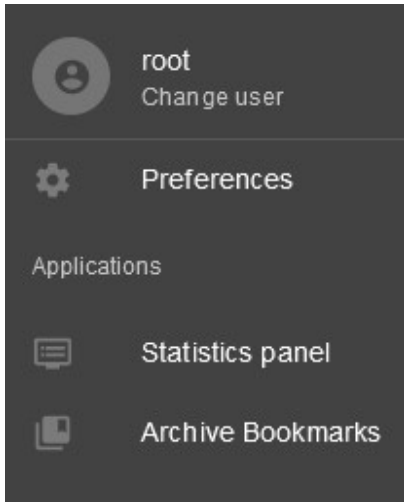 root
Change user
Preferences
Applications
Statistics panel
Archive Bookmarks